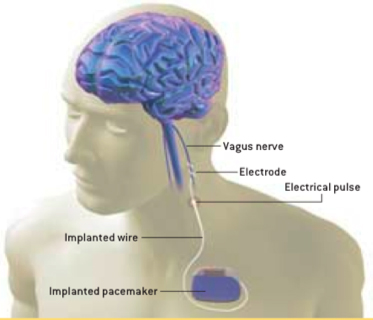 Vagus nerve
Electrode
Electrical pulse
Implanted wire
Implanted pacemaker